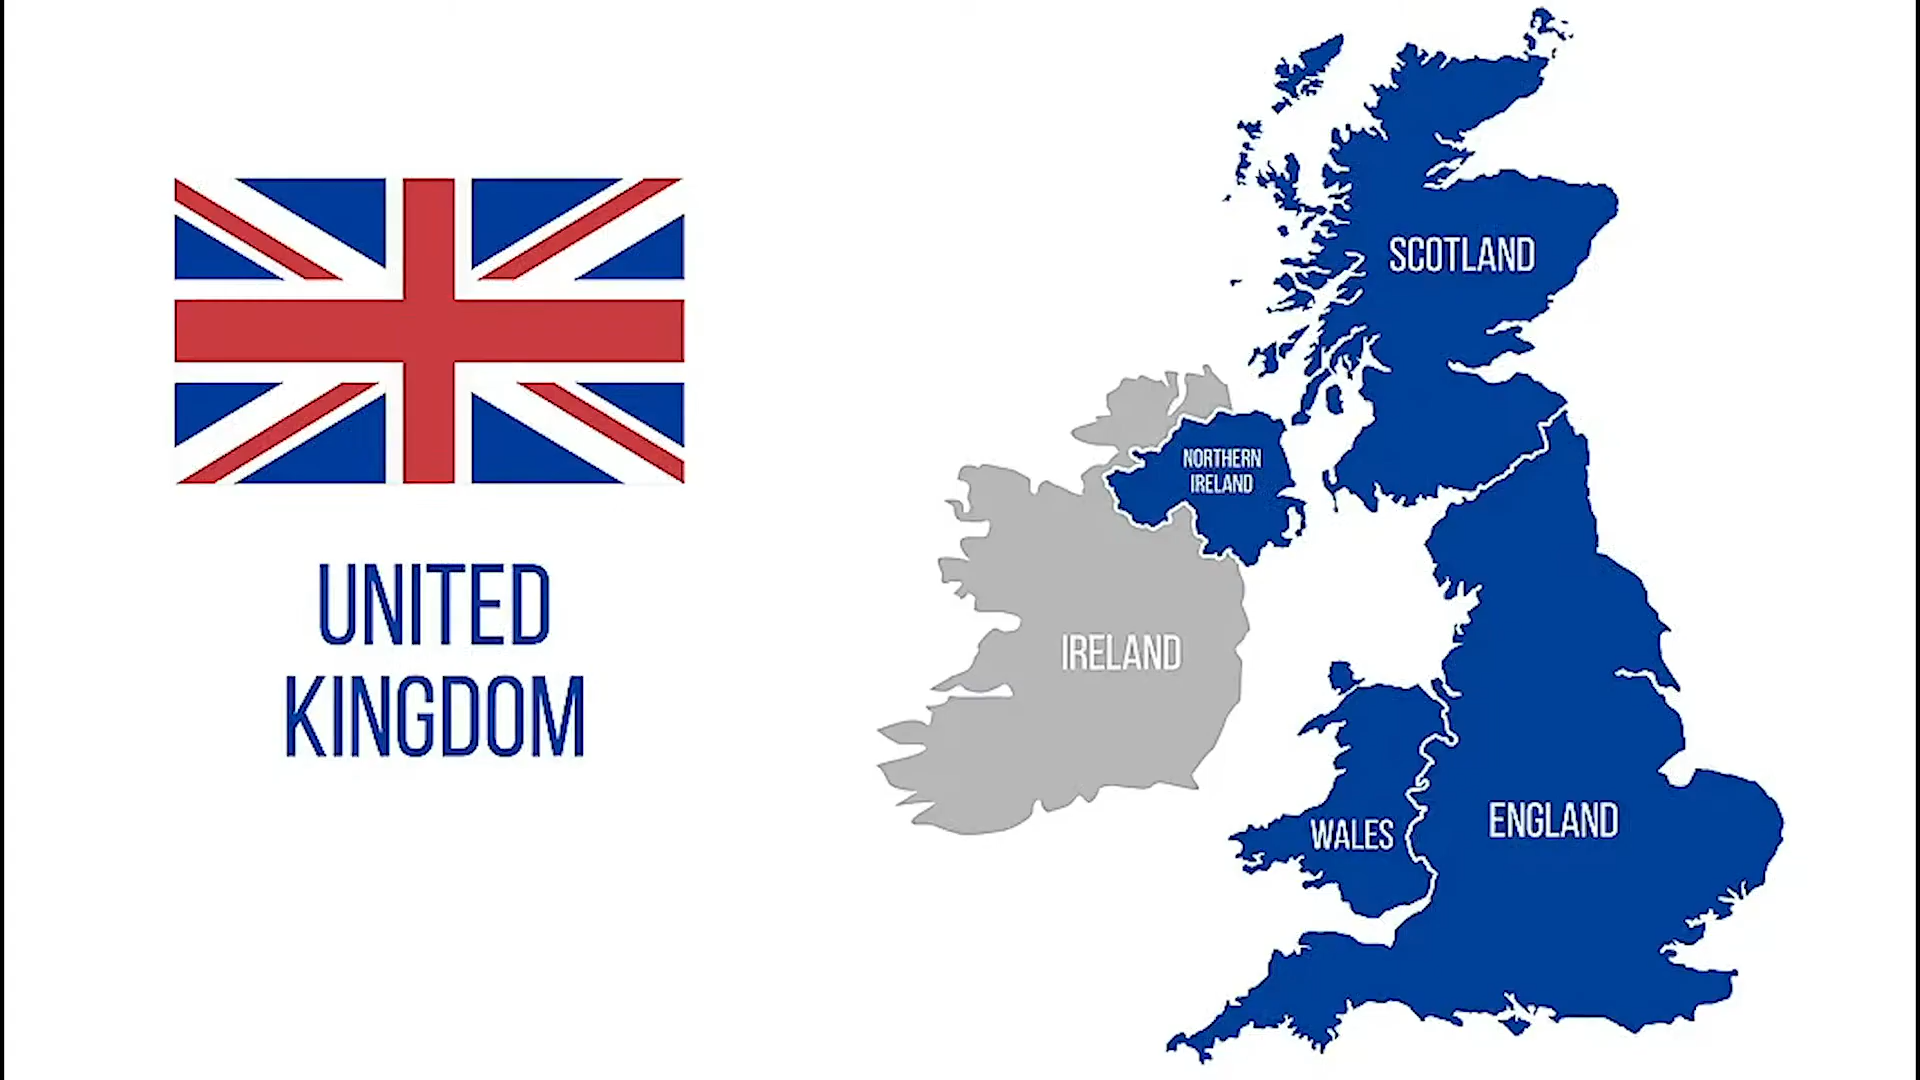 UNITED
KINGDOM
SCOTLAND
NORTHERN
IRELAND
IRELAND
WALES
ENGLAND